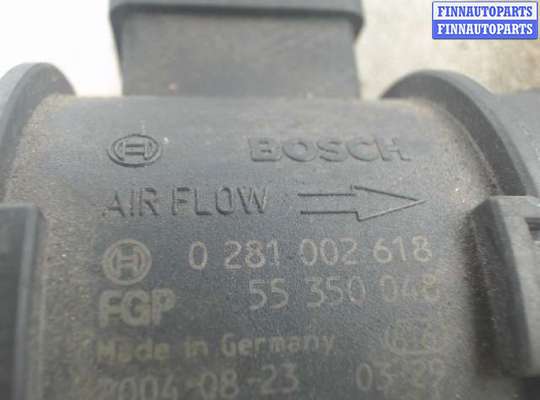 FINNAUTOPARTS
FINNAUTOPARTS
BOSCH
AIR FLOW
0 281 002 618
FGP 55 350 048
Made in Germany
2004-08-23